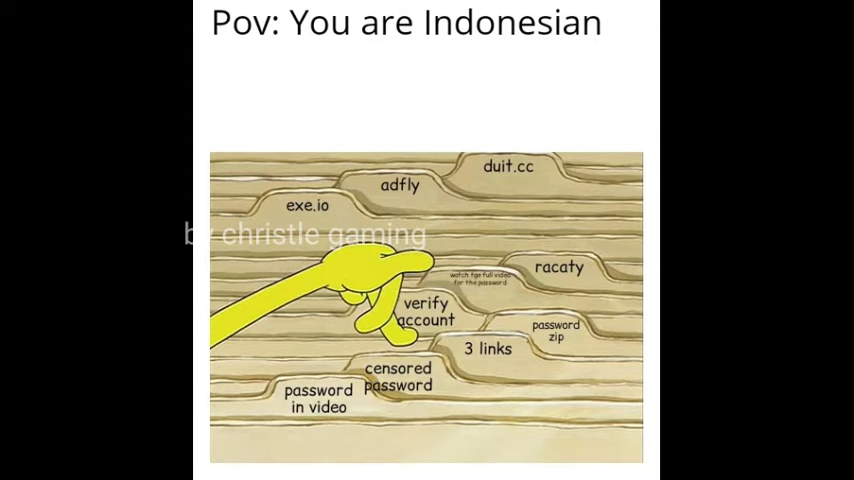 Pov: You are Indonesian
duit.cc
adfly
exe.io
by christle gaming
racaty
watch tge full video
for the password
verify
account
password
zip
3 links
censored
password
password
in video